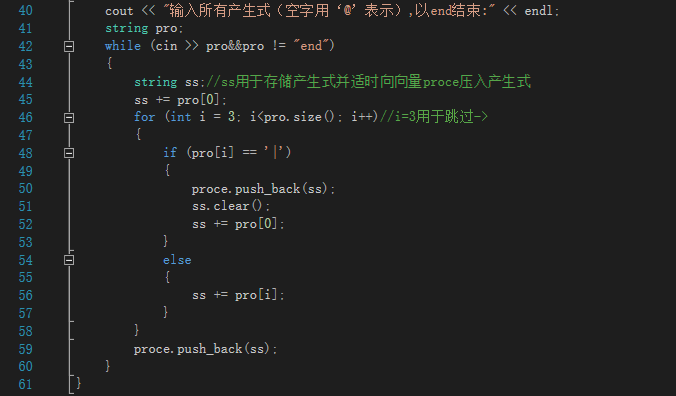 40 cout << "输入所有产生式（空字用‘@’表示）,以end结束:" << endl;
41 string pro;
42 while (cin >> pro&&pro != "end")
43 {
44 string ss;//ss用于存储产生式并适时向向量proce压入产生式
45 ss += pro[0];
46 for (int i = 3; i<pro.size(); i++)//i=3用于跳过->
47 {
48 if (pro[i] == '|')
49 {
50 proce.push_back(ss);
51 ss.clear();
52 ss += pro[0];
53 }
54 else
55 {
56 ss += pro[i];
57 }
58 }
59 proce.push_back(ss);
60 }
61 }